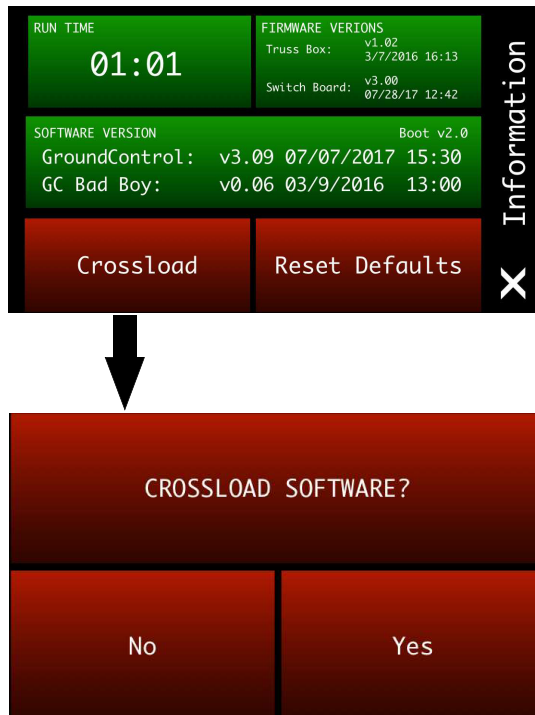 RUN TIME
01:01
FIRMWARE VERIONS
Truss Box: v1.02
3/7/2016 16:13
Switch Board: v3.00
07/28/17 12:42
SOFTWARE VERSION Boot v2.0
GroundControl: v3.09 07/07/2017 15:30
GC Bad Boy: v0.06 03/9/2016 13:00
Crossload
Reset Defaults
Information
X
CROSSLOAD SOFTWARE?
No
Yes